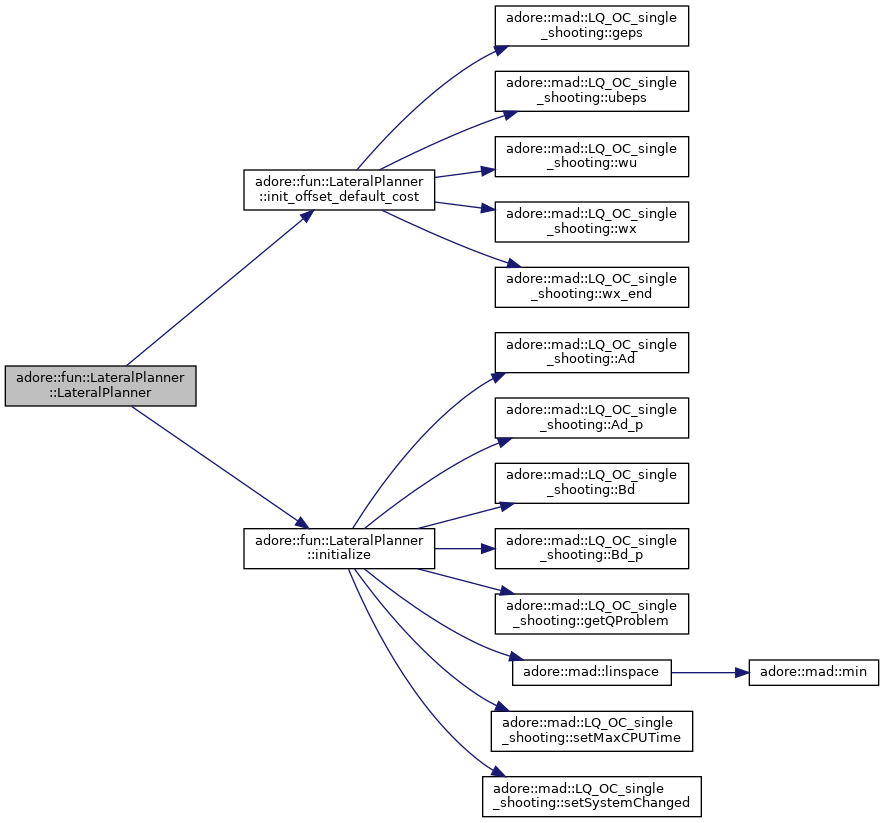 adore::mad::LQ_OC_single
_shooting::geps
adore::mad::LQ_OC_single
_shooting::ubeps
adore::mad::LQ_OC_single
_shooting::wu
adore::fun::LateralPlanner
::init_offset_default_cost
adore::mad::LQ_OC_single
_shooting::wx
adore::mad::LQ_OC_single
_shooting::wx_end
adore::mad::LQ_OC_single
_shooting::Ad
adore::fun::LateralPlanner
::LateralPlanner
adore::mad::LQ_OC_single
_shooting::Ad_p
adore::mad::LQ_OC_single
_shooting::Bd
adore::fun::LateralPlanner
::initialize
adore::mad::LQ_OC_single
_shooting::Bd_p
adore::mad::LQ_OC_single
_shooting::getQProblem
adore::mad::linspace
adore::mad::min
adore::mad::LQ_OC_single
_shooting::setMaxCPUTime
adore::mad::LQ_OC_single
_shooting::setSystemChanged